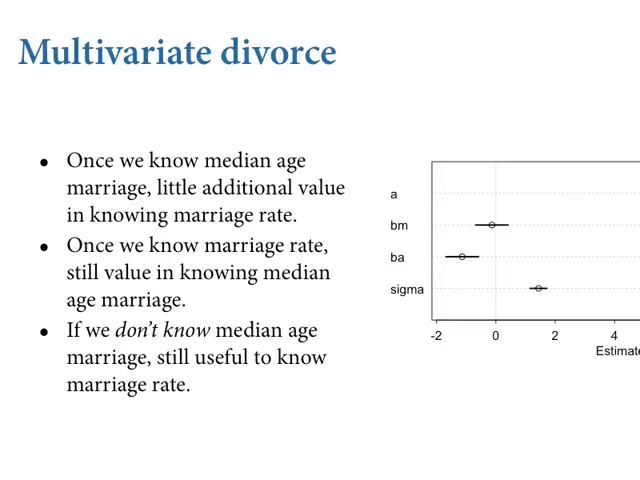 Multivariate divorce
• Once we know median age
marriage, little additional value
in knowing marriage rate.
• Once we know marriage rate,
still value in knowing median
age marriage.
• If we don't know median age
marriage, still useful to know
marriage rate.
a
bm
ba
sigma
-2 0 2 4
Estimate